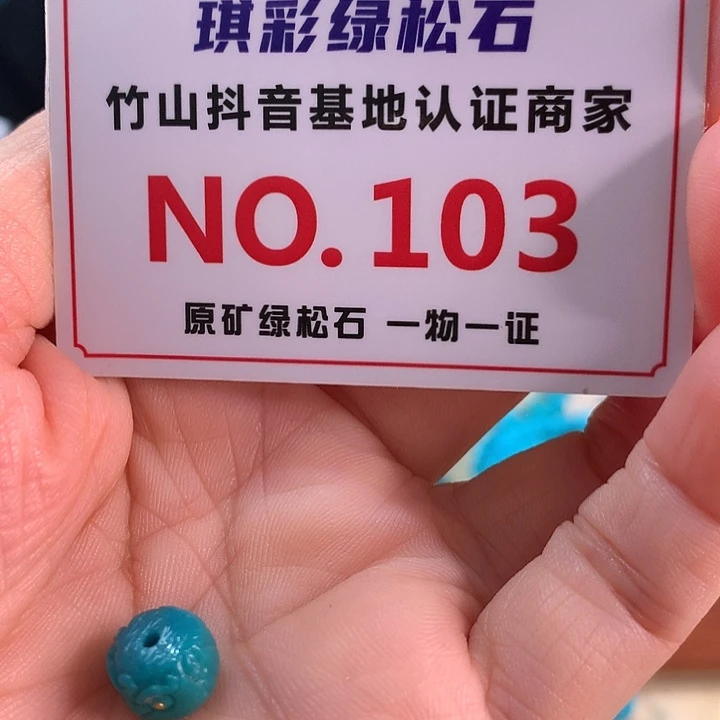 琪彩绿松石
竹山抖音基地认证商家
NO.103
原矿绿松石 一物一证